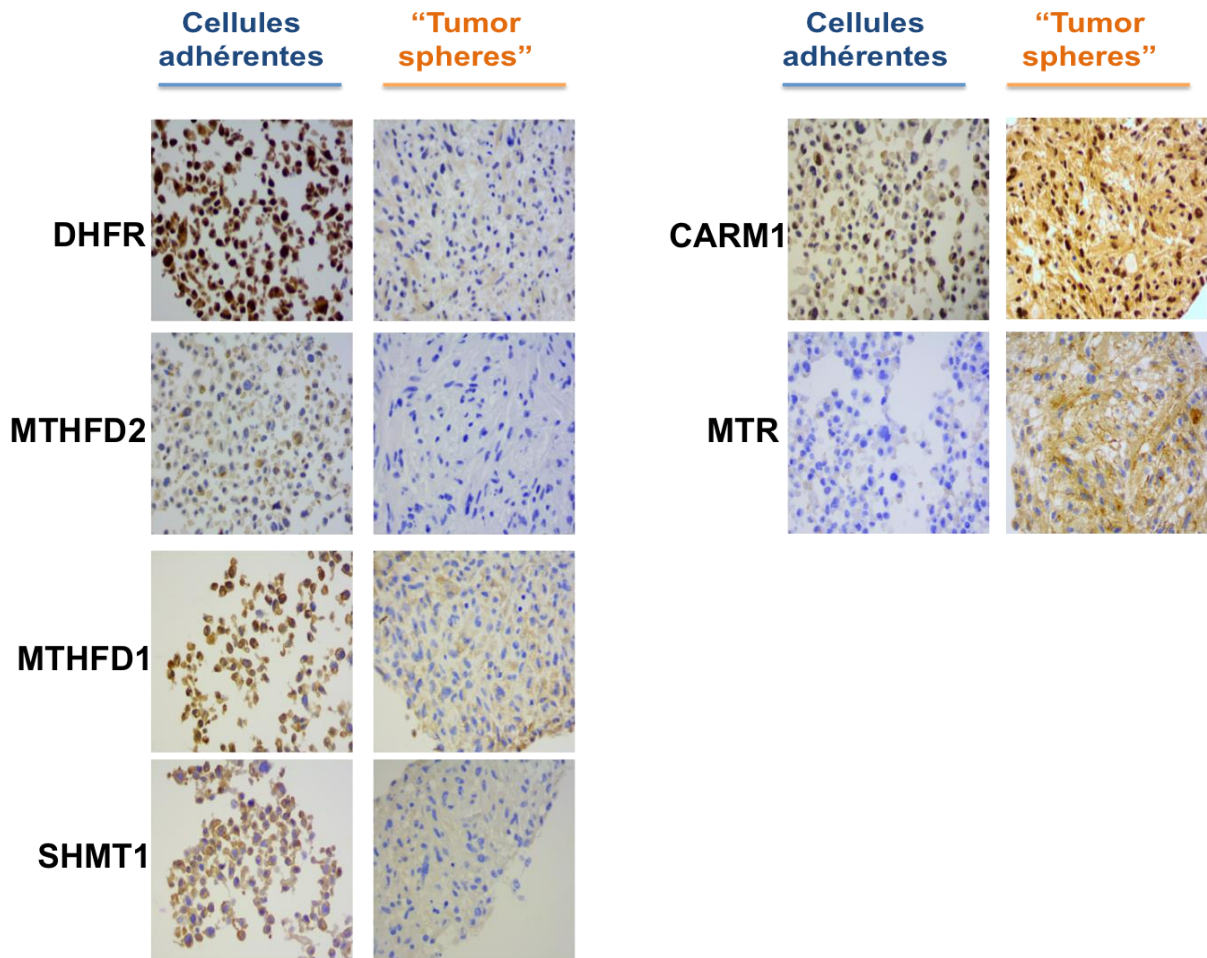 Cellules
adhérentes
“Tumor
spheres”
Cellules
adhérentes
“Tumor
spheres”
DHFR
CARM1
MTHFD2
MTR
MTHFD1
SHMT1